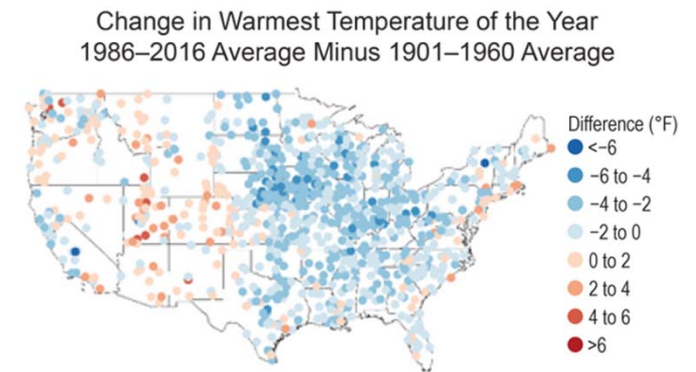 Change in Warmest Temperature of the Year
1986–2016 Average Minus 1901–1960 Average
Difference (°F)
<−6
−6 to −4
−4 to −2
−2 to 0
0 to 2
2 to 4
4 to 6
>6